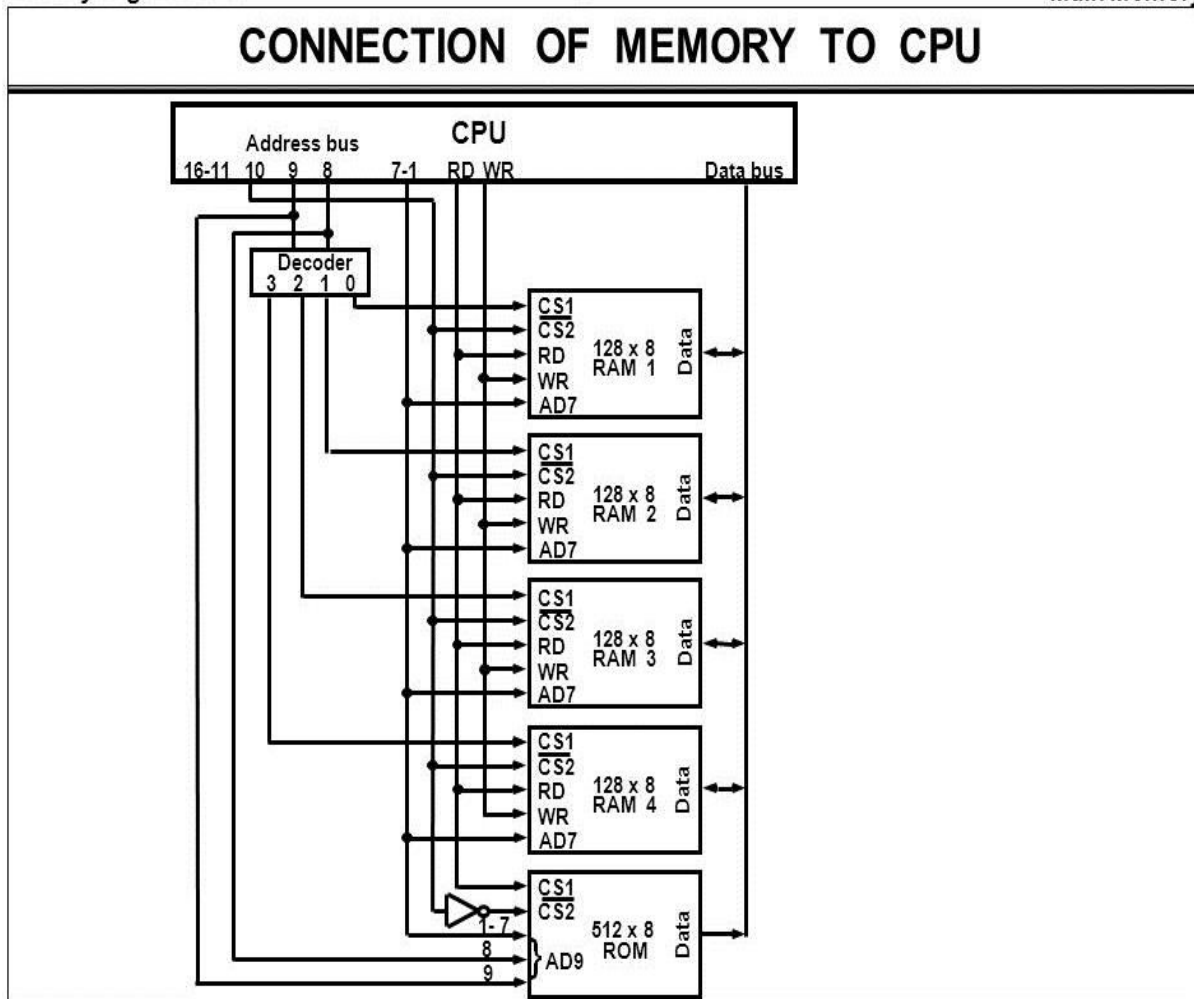 CONNECTION OF MEMORY TO CPU
CPU
Address bus
16-11 10 9 8 7-1 RD WR Data bus
Decoder
3 2 1 0
CS1
CS2
RD
WR
AD7
128 x 8
RAM 1
Data
CS1
CS2
RD
WR
AD7
128 x 8
RAM 2
Data
CS1
CS2
RD
WR
AD7
128 x 8
RAM 3
Data
CS1
CS2
RD
WR
AD7
128 x 8
RAM 4
Data
CS1
CS2
1- 7
8
9
} AD9
512 x 8
ROM
Data